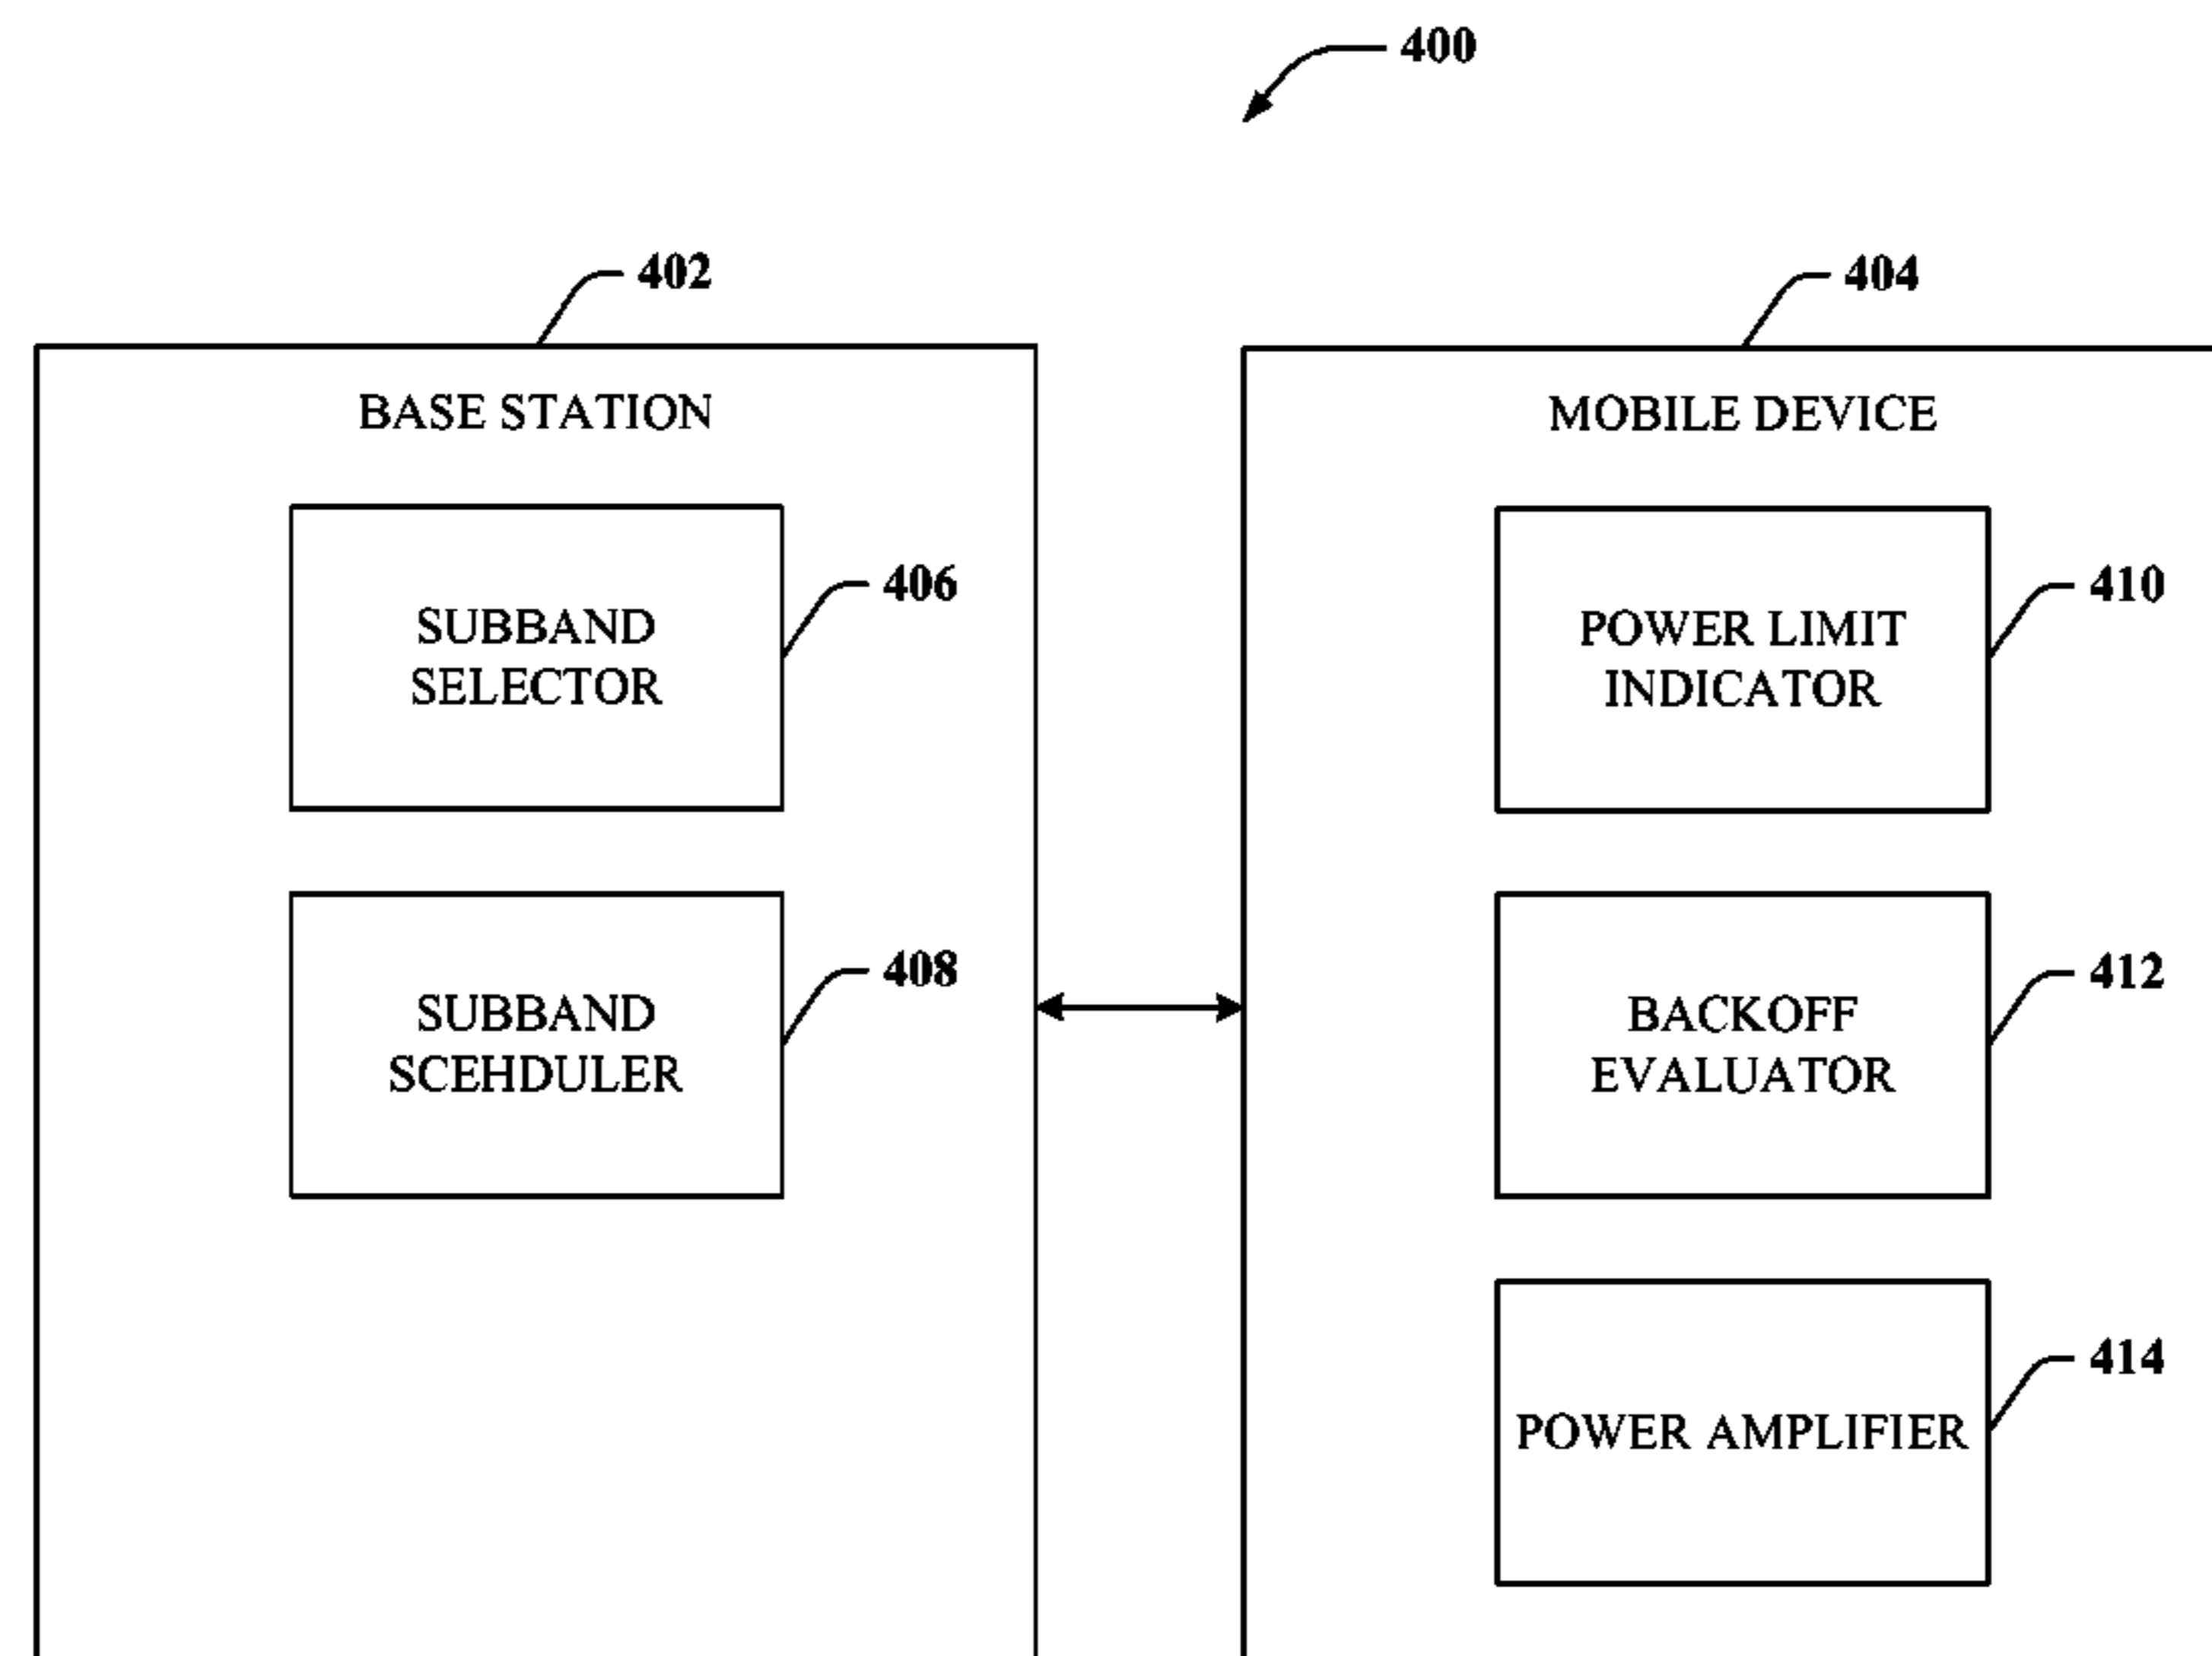 400
402
BASE STATION
406
SUBBAND
SELECTOR
408
SUBBAND
SCEHDULER
404
MOBILE DEVICE
410
POWER LIMIT
INDICATOR
412
BACKOFF
EVALUATOR
414
POWER AMPLIFIER